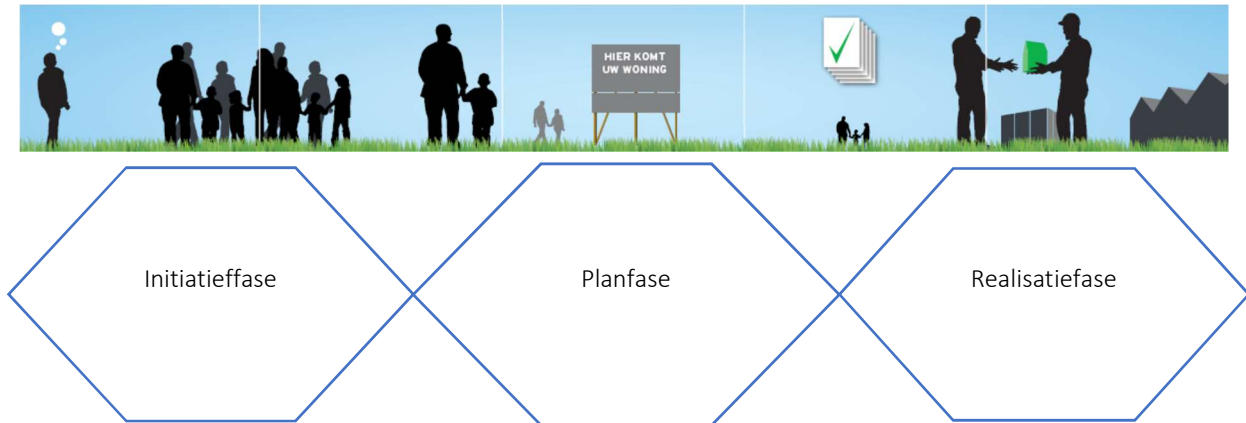 HIER KOMT
UW WONING
Initiatieffase
Planfase
Realisatiefase